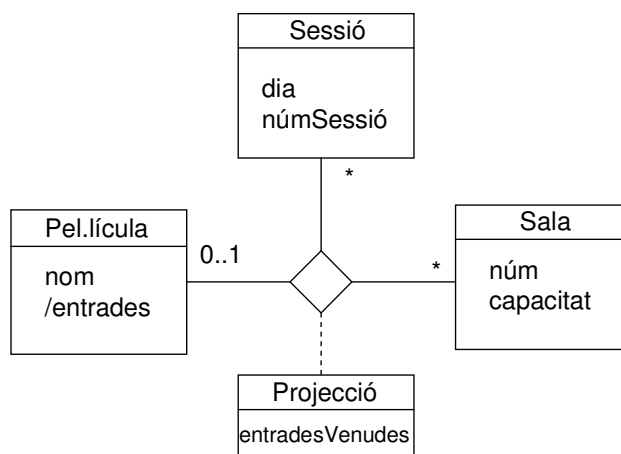 Sessió
dia
númSessió
*
Pel.lícula
nom
/entrades
0..1
*
Sala
núm
capacitat
Projecció
entradesVenudes